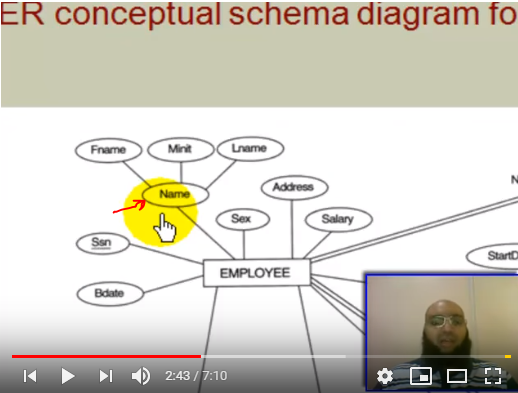 ER conceptual schema diagram fo
Fname Minit Lname
Name Address
Sex Salary
Ssn
EMPLOYEE
Bdate
N
StartD
2:43 / 7:10